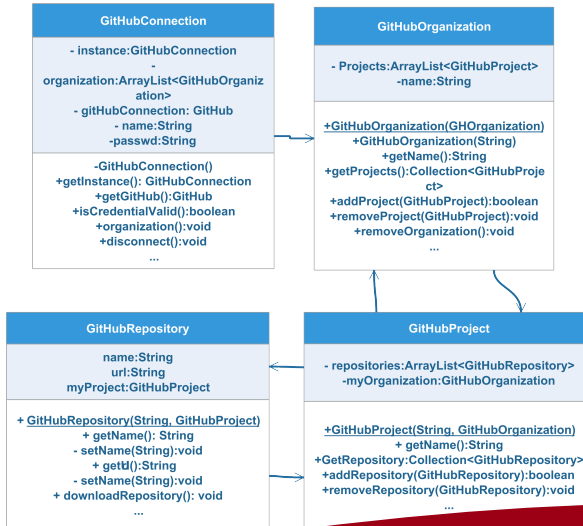 GitHubConnection
- instance:GitHubConnection
-
organization:ArrayList<GitHubOrganiz
ation>
- gitHubConnection: GitHub
- name:String
-passwd:String
-GitHubConnection()
+getInstance(): GitHubConnection
+getGitHub():GitHub
+isCredentialValid():boolean
+organization():void
+disconnect():void
...
GitHubOrganization
- Projects:ArrayList<GitHubProject>
-name:String
+GitHubOrganization(GHOrganization)
+GitHubOrganization(String)
+getName():String
+getProjects():Collection<GitHubProje
ct>
+addProject(GitHubProject):boolean
+removeProject(GitHubProject):void
+removeOrganization():void
...
GitHubRepository
name:String
url:String
myProject:GitHubProject
+ GitHubRepository(String, GitHubProject)
+ getName(): String
- setName(String):void
+ getUrl():String
- setName(String):void
+ downloadRepository(): void
...
GitHubProject
- repositories:ArrayList<GitHubRepository>
-myOrganization:GitHubOrganization
+GitHubProject(String, GitHubOrganization)
+ getName():String
+GetRepository:Collection<GitHubRepository>
+addRepository(GitHubRepository):boolean
+removeRepository(GitHubRepository):void
...